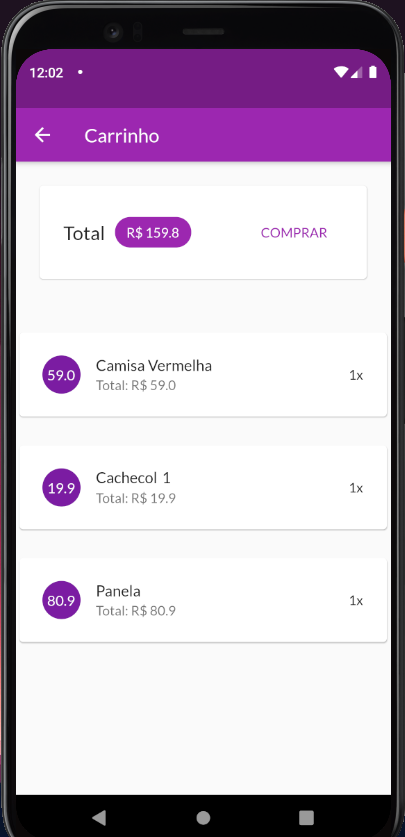 12:02
Carrinho
Total R$ 159.8 COMPRAR
59.0 Camisa Vermelha
Total: R$ 59.0
1x
19.9 Cachecol 1
Total: R$ 19.9
1x
80.9 Panela
Total: R$ 80.9
1x